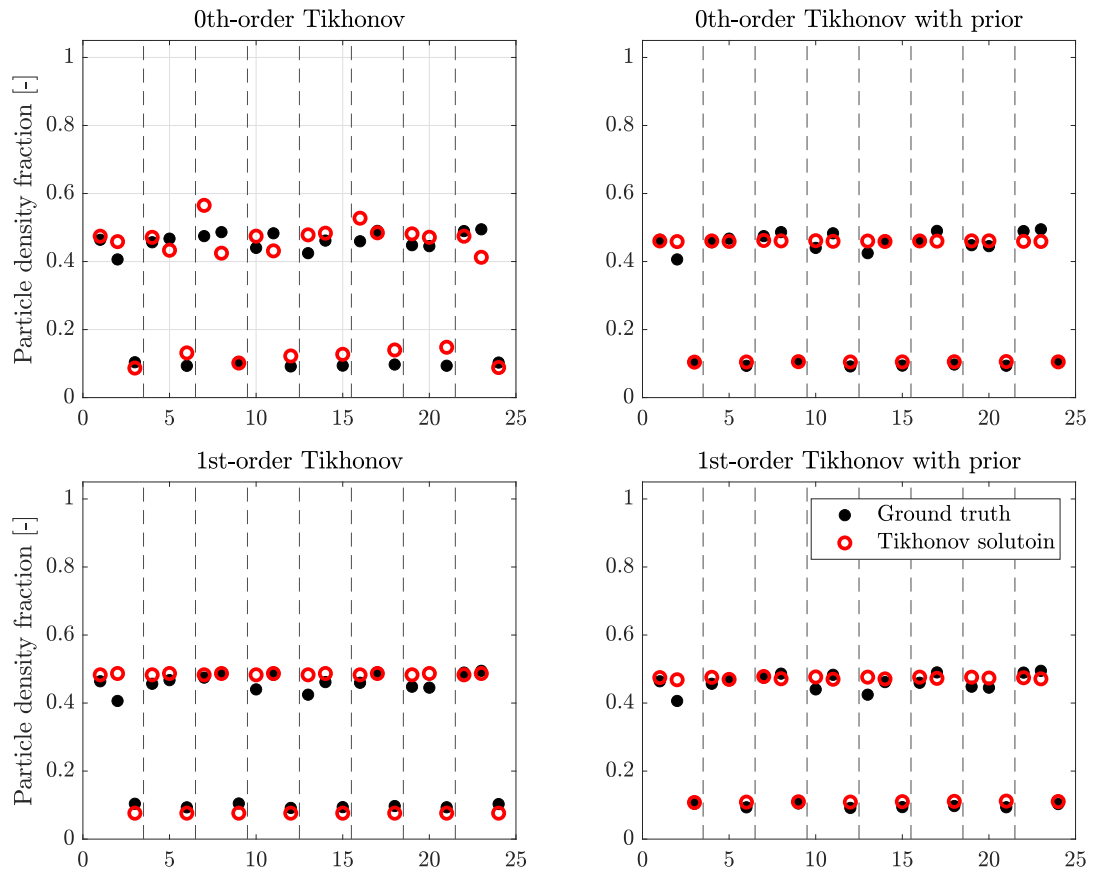 0th-order Tikhonov
Particle density fraction [-]
1
0.8
0.6
0.4
0.2
0
0 5 10 15 20 25
0th-order Tikhonov with prior
1
0.8
0.6
0.4
0.2
0
0 5 10 15 20 25
1st-order Tikhonov
Particle density fraction [-]
1
0.8
0.6
0.4
0.2
0
0 5 10 15 20 25
1st-order Tikhonov with prior
1
0.8
0.6
0.4
0.2
0
0 5 10 15 20 25
Ground truth
Tikhonov solutoin